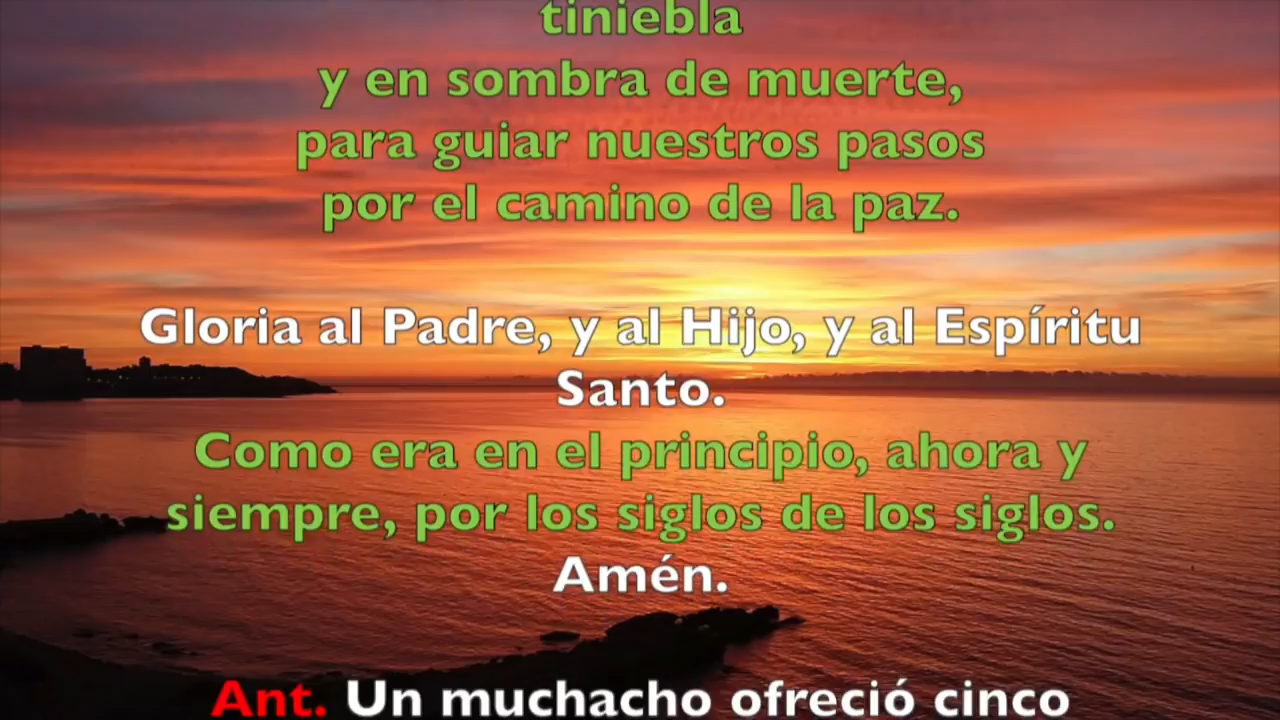 tiniebla
y en sombra de muerte,
para guiar nuestros pasos
por el camino de la paz.
Gloria al Padre, y al Hijo, y al Espíritu
Santo.
Como era en el principio, ahora y
siempre, por los siglos de los siglos.
Amén.
Ant. Un muchacho ofreció cinco